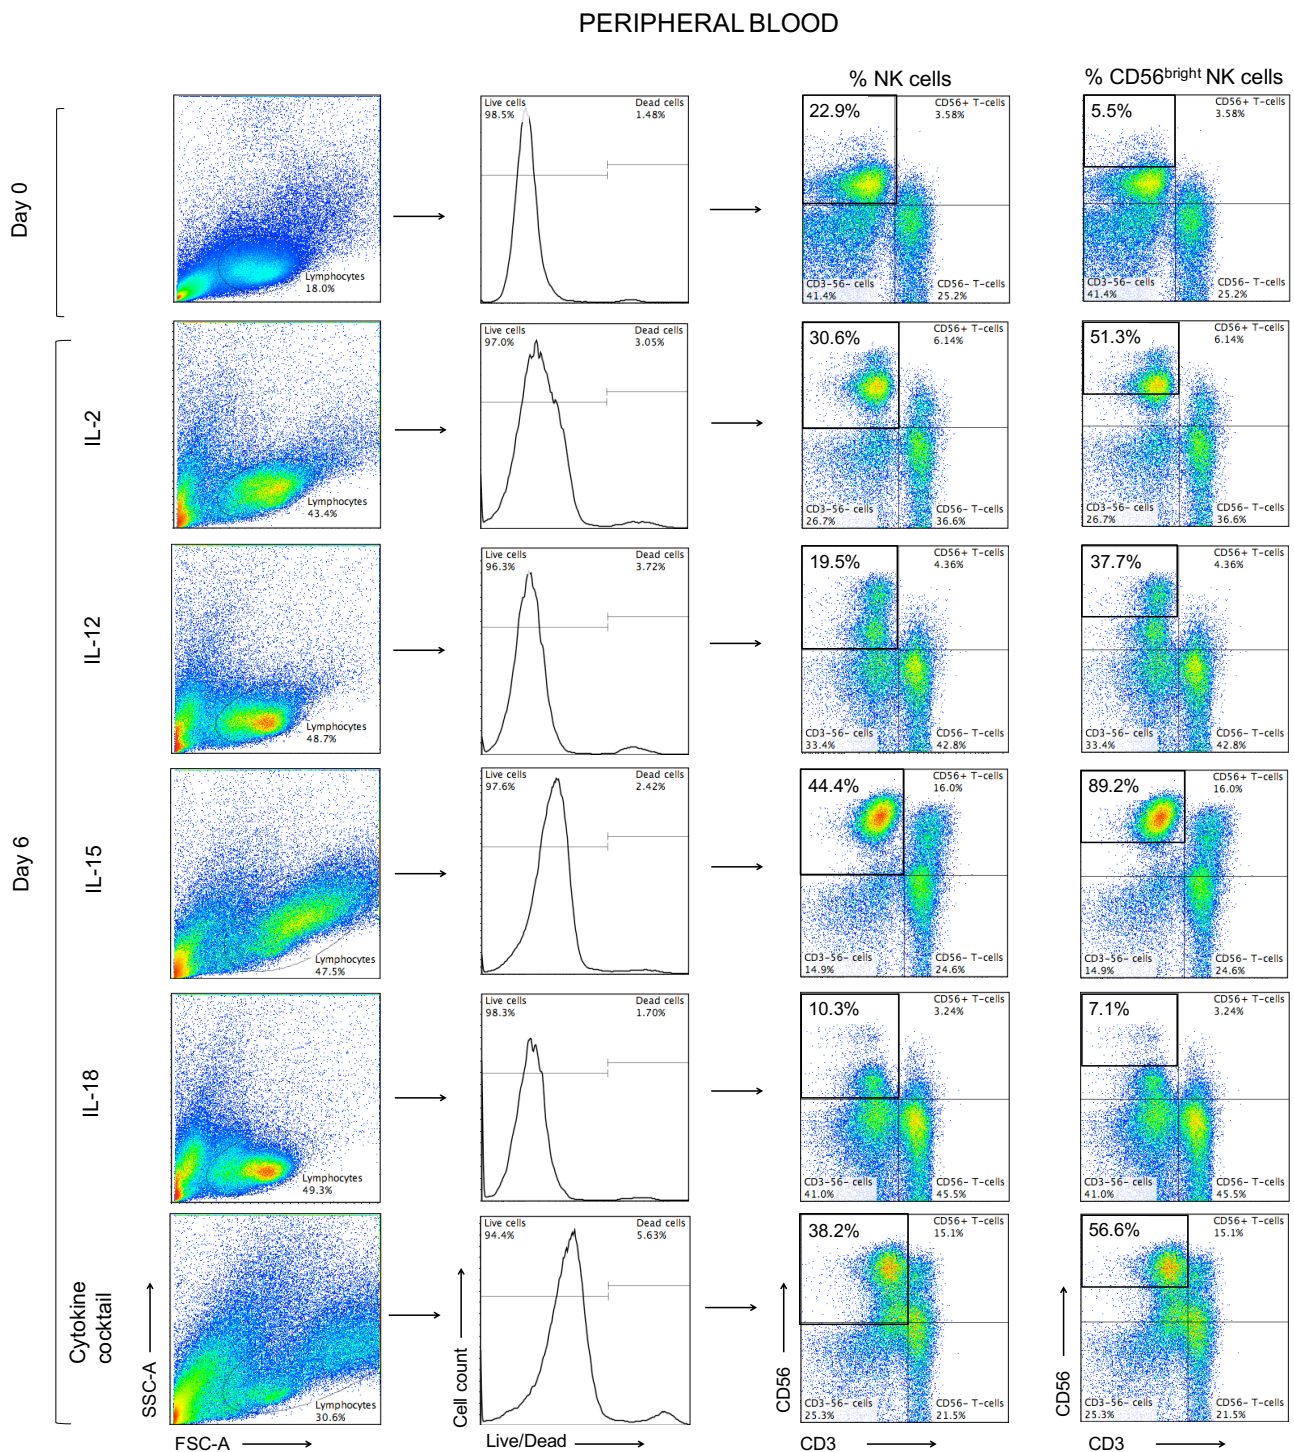 PERIPHERAL BLOOD
% NK cells
% CD56bright NK cells
Day 0
Lymphocytes
18.0%
Live cells
98.5%
Dead cells
1.48%
22.9%
CD56+ T-cells
3.58%
CD3-56- cells
41.4%
CD56- T-cells
25.2%
5.5%
CD56+ T-cells
3.58%
CD3-56- cells
41.4%
CD56- T-cells
25.2%
Day 6
IL-2
Lymphocytes
43.4%
Live cells
97.0%
Dead cells
3.05%
30.6%
CD56+ T-cells
6.14%
CD3-56- cells
26.7%
CD56- T-cells
36.6%
51.3%
CD56+ T-cells
6.14%
CD3-56- cells
26.7%
CD56- T-cells
36.6%
IL-12
Lymphocytes
48.7%
Live cells
96.3%
Dead cells
3.72%
19.5%
CD56+ T-cells
4.36%
CD3-56- cells
33.4%
CD56- T-cells
42.8%
37.7%
CD56+ T-cells
4.36%
CD3-56- cells
33.4%
CD56- T-cells
42.8%
IL-15
Lymphocytes
47.5%
Live cells
97.6%
Dead cells
2.42%
44.4%
CD56+ T-cells
16.0%
CD3-56- cells
14.9%
CD56- T-cells
24.6%
89.2%
CD56+ T-cells
16.0%
CD3-56- cells
14.9%
CD56- T-cells
24.6%
IL-18
Lymphocytes
49.3%
Live cells
98.3%
Dead cells
1.70%
10.3%
CD56+ T-cells
3.24%
CD3-56- cells
41.0%
CD56- T-cells
45.5%
7.1%
CD56+ T-cells
3.24%
CD3-56- cells
41.0%
CD56- T-cells
45.5%
Cytokine
cocktail
SSC-A
Lymphocytes
30.6%
FSC-A
Cell count
Live cells
94.4%
Dead cells
5.63%
Live/Dead
CD56
38.2%
CD56+ T-cells
15.1%
CD3-56- cells
25.3%
CD56- T-cells
21.5%
CD3
CD56
56.6%
CD56+ T-cells
15.1%
CD3-56- cells
25.3%
CD56- T-cells
21.5%
CD3